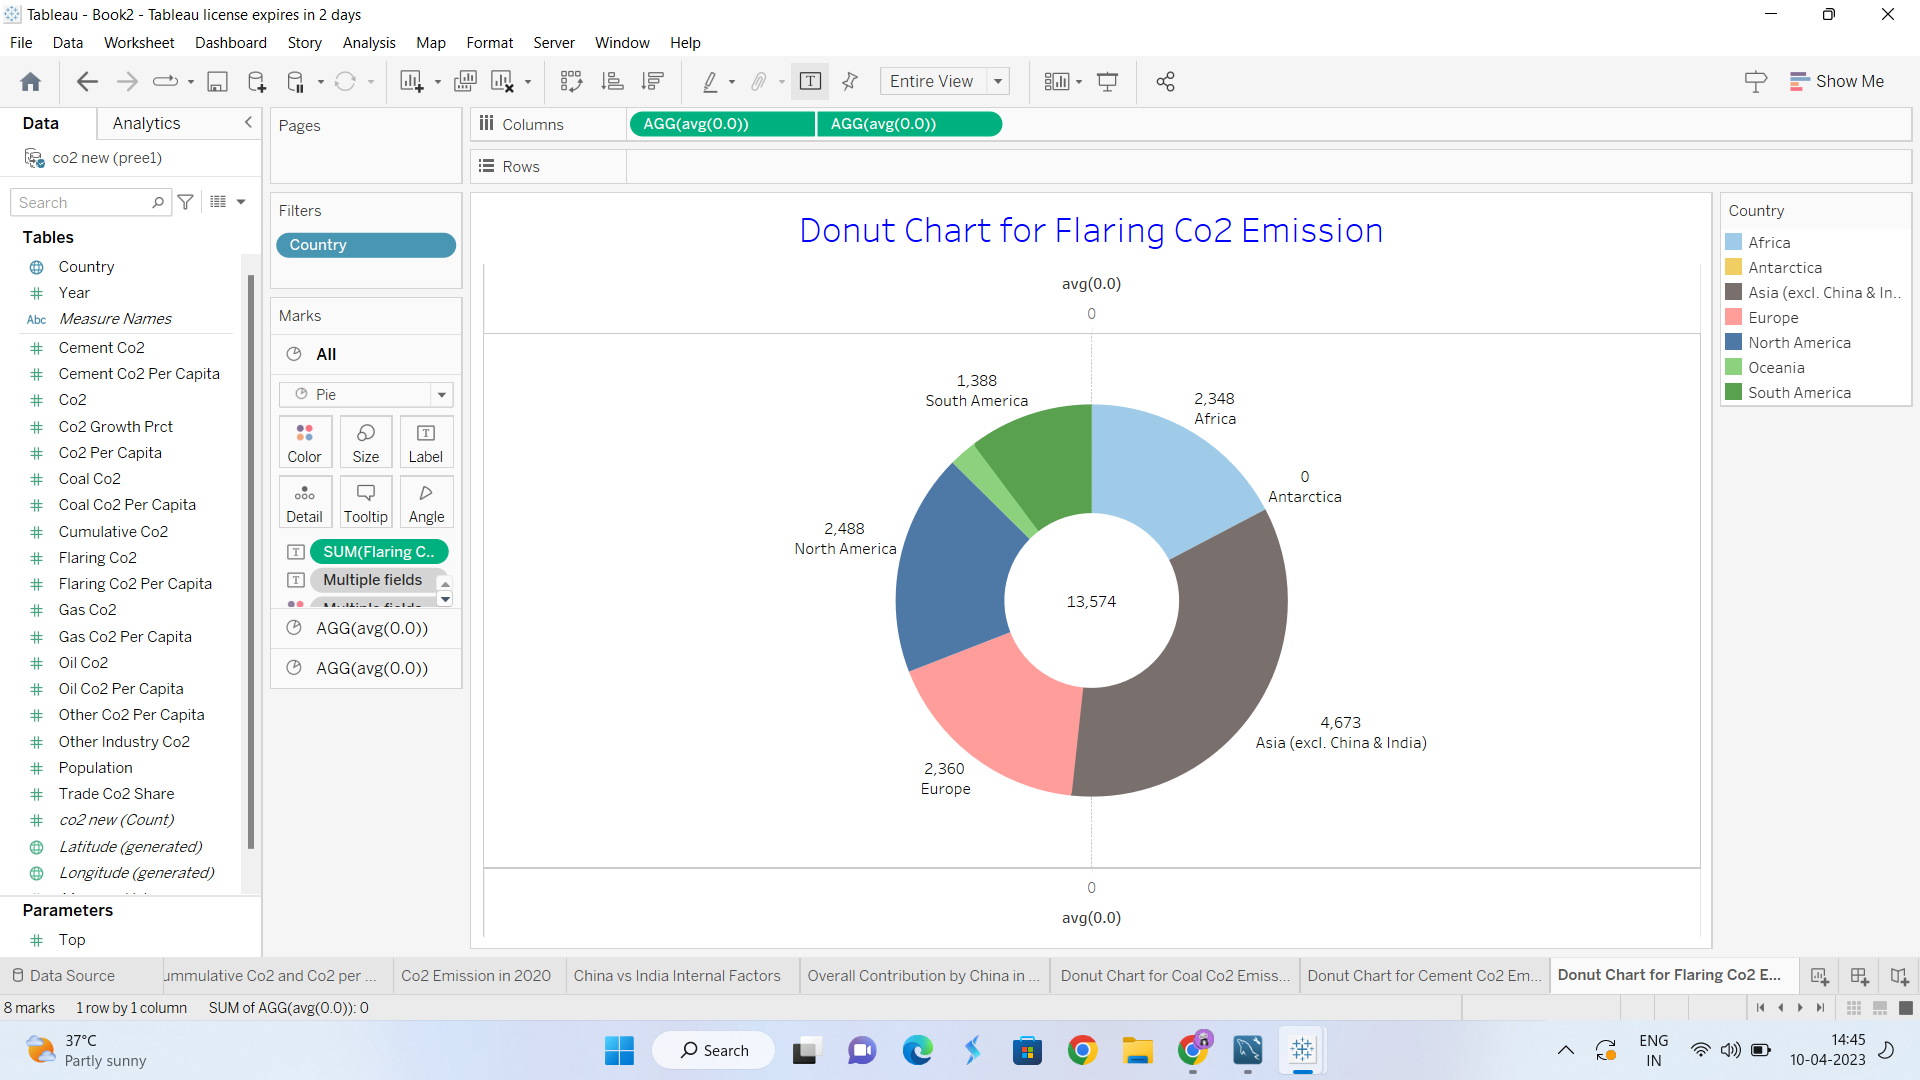 Tableau - Book2 - Tableau license expires in 2 days
File Data Worksheet Dashboard Story Analysis Map Format Server Window Help
Entire View
Show Me
Data Analytics
co2 new (pree1)
Search
Tables
Country
Year
Abc Measure Names
Cement Co2
Cement Co2 Per Capita
Co2
Co2 Growth Prct
Co2 Per Capita
Coal Co2
Coal Co2 Per Capita
Cumulative Co2
Flaring Co2
Flaring Co2 Per Capita
Gas Co2
Gas Co2 Per Capita
Oil Co2
Oil Co2 Per Capita
Other Co2 Per Capita
Other Industry Co2
Population
Trade Co2 Share
co2 new (Count)
Latitude (generated)
Longitude (generated)
Parameters
Top
Pages
Filters
Country
Marks
All
Pie
Color Size Label
Detail Tooltip Angle
SUM(Flaring C..
Multiple fields
Multiple fields
AGG(avg(0.0))
AGG(avg(0.0))
Columns AGG(avg(0.0)) AGG(avg(0.0))
Rows
Donut Chart for Flaring Co2 Emission
avg(0.0)
0
1,388
South America
2,348
Africa
0
Antarctica
2,488
North America
13,574
4,673
Asia (excl. China & India)
2,360
Europe
0
avg(0.0)
Country
Africa
Antarctica
Asia (excl. China & In..
Europe
North America
Oceania
South America
Data Source ummulative Co2 and Co2 per ... Co2 Emission in 2020 China vs India Internal Factors Overall Contribution by China in ... Donut Chart for Coal Co2 Emiss... Donut Chart for Cement Co2 Em... Donut Chart for Flaring Co2 E...
8 marks 1 row by 1 column SUM of AGG(avg(0.0)): 0
37°C
Partly sunny
Search
ENG
IN
14:45
10-04-2023